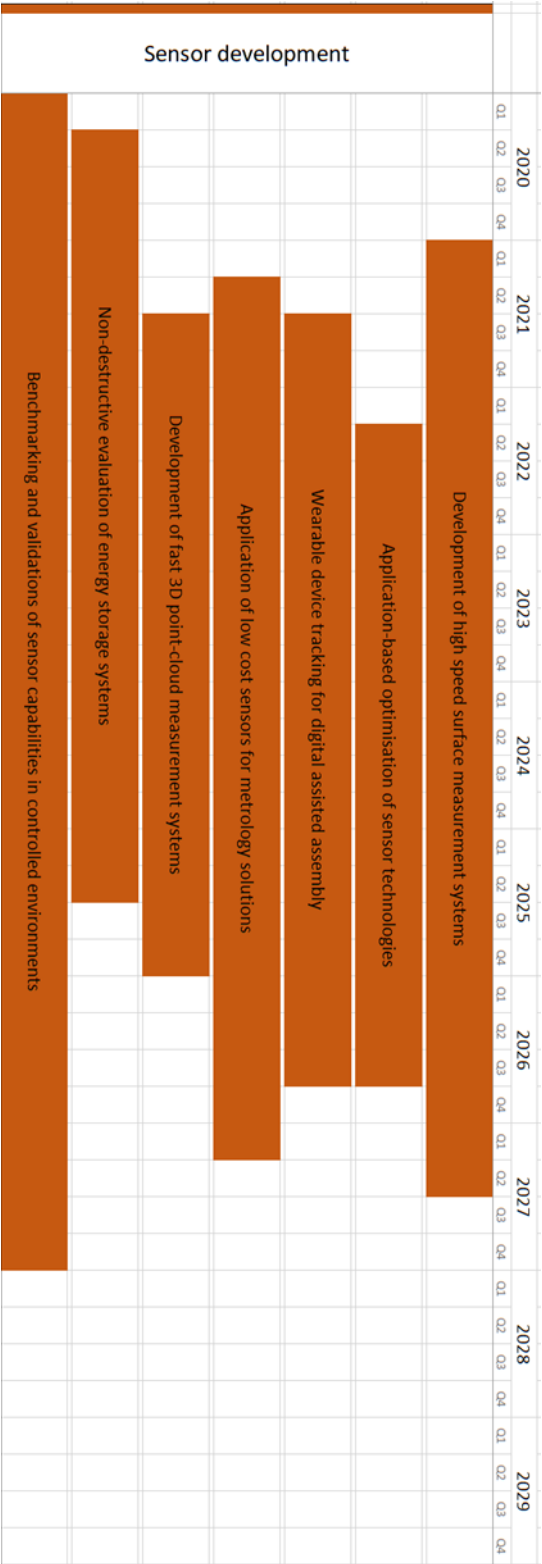 Sensor development
2020
2021
2022
2023
2024
2025
2026
2027
2028
2029
Q1
Q2
Q3
Q4
Q1
Q2
Q3
Q4
Q1
Q2
Q3
Q4
Q1
Q2
Q3
Q4
Q1
Q2
Q3
Q4
Q1
Q2
Q3
Q4
Q1
Q2
Q3
Q4
Q1
Q2
Q3
Q4
Q1
Q2
Q3
Q4
Q1
Q2
Q3
Q4
Development of high speed surface measurement systems
Application-based optimisation of sensor technologies
Wearable device tracking for digital assisted assembly
Application of low cost sensors for metrology solutions
Development of fast 3D point-cloud measurement systems
Non-destructive evaluation of energy storage systems
Benchmarking and validations of sensor capabilities in controlled environments